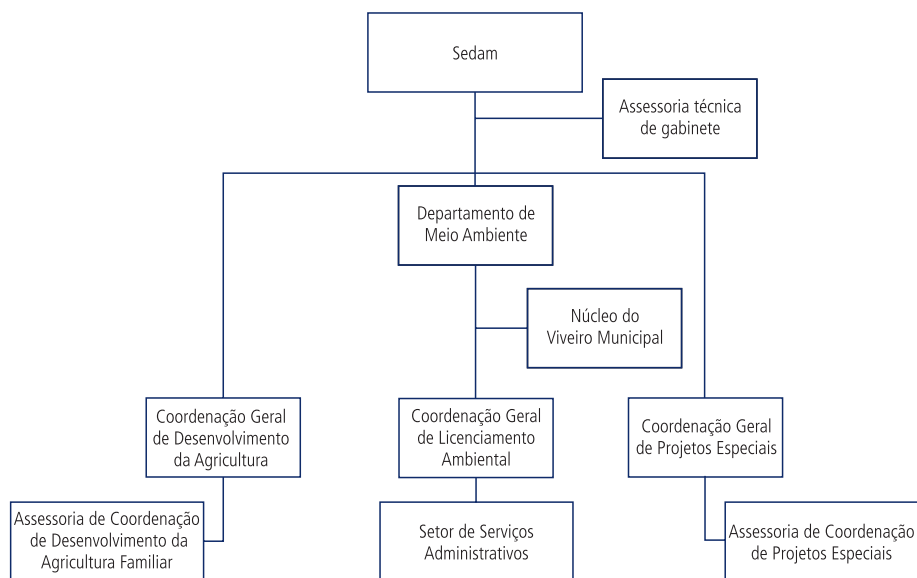 Sedam
Assessoria técnica
de gabinete
Departamento de
Meio Ambiente
Núcleo do
Viveiro Municipal
Coordenação Geral
de Desenvolvimento
da Agricultura
Coordenação Geral
de Licenciamento
Ambiental
Coordenação Geral
de Projetos Especiais
Assessoria de Coordenação
de Desenvolvimento da
Agricultura Familiar
Setor de Serviços
Administrativos
Assessoria de Coordenação
de Projetos Especiais